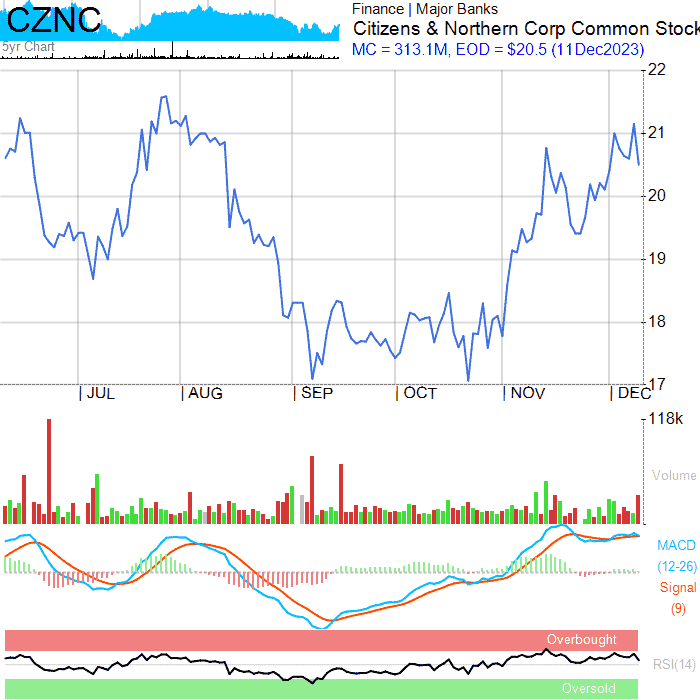 CZNC
5yr Chart
Finance | Major Banks
Citizens & Northern Corp Common Stock
MC = 313.1M, EOD = $20.5 (11Dec2023)
22
21
20
19
18
17
| JUL | AUG | SEP | OCT | NOV | DEC
118k
Volume
MACD
(12-26)
Signal
(9)
Overbought
RSI(14)
Oversold